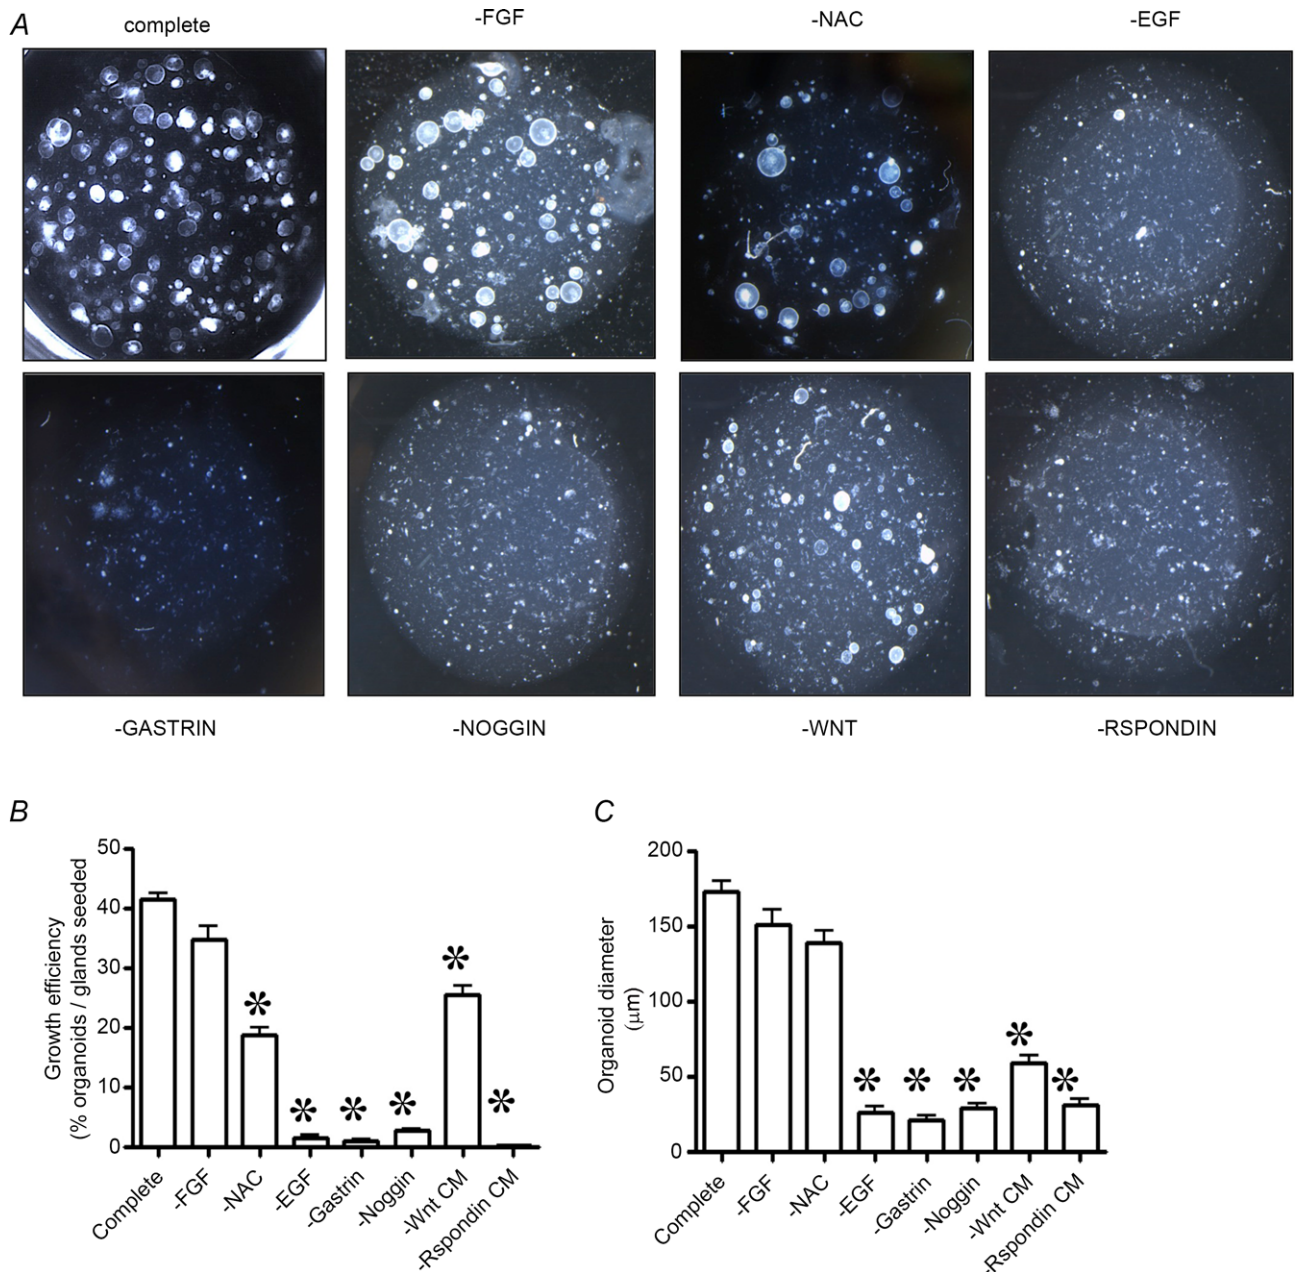 A
complete
-FGF
-NAC
-EGF
-GASTRIN
-NOGGIN
-WNT
-RSPONDIN
B
Growth efficiency
(% organoids / glands seeded
50
40
30
20
10
0
*
*
*
*
*
*
Complete
-FGF
-NAC
-EGF
-Gastrin
-Noggin
-Wnt CM
-Rspondin CM
C
Organoid diameter
(μm)
200
150
100
50
0
*
*
*
*
*
Complete
-FGF
-NAC
-EGF
-Gastrin
-Noggin
-Wnt CM
-Rspondin CM